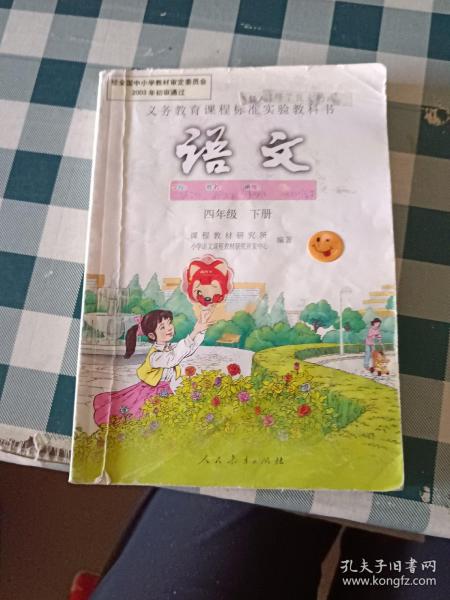 经全国中小学教材审定委员会
2003年初审通过
义务教育课程标准实验教科书
语文
四年级 下册
课程教材研究所
小学语文课程教材研究开发中心
编著
人民教育出版社
孔夫子旧书网
www.kongfz.com